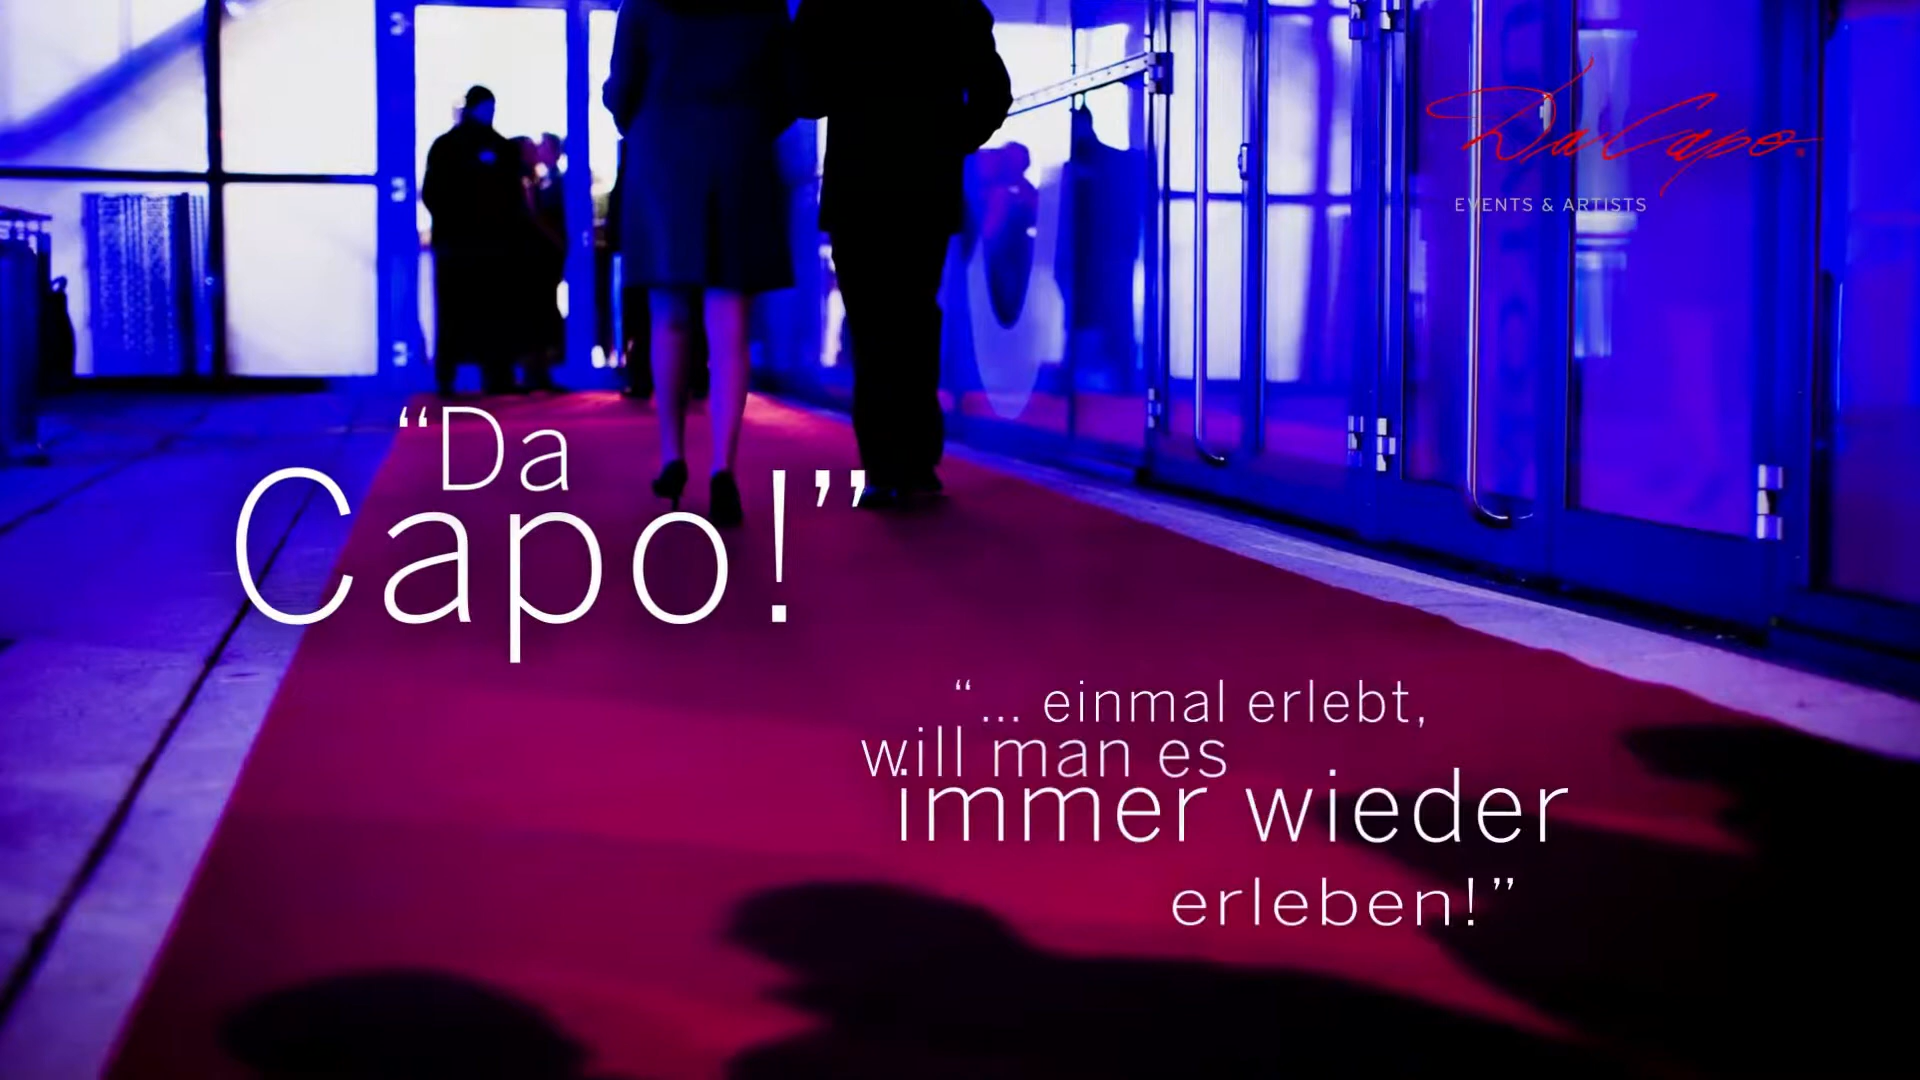 DaCapo.
EVENTS & ARTISTS
“Da
Capo!”
“... einmal erlebt,
will man es
immer wieder
erleben!”